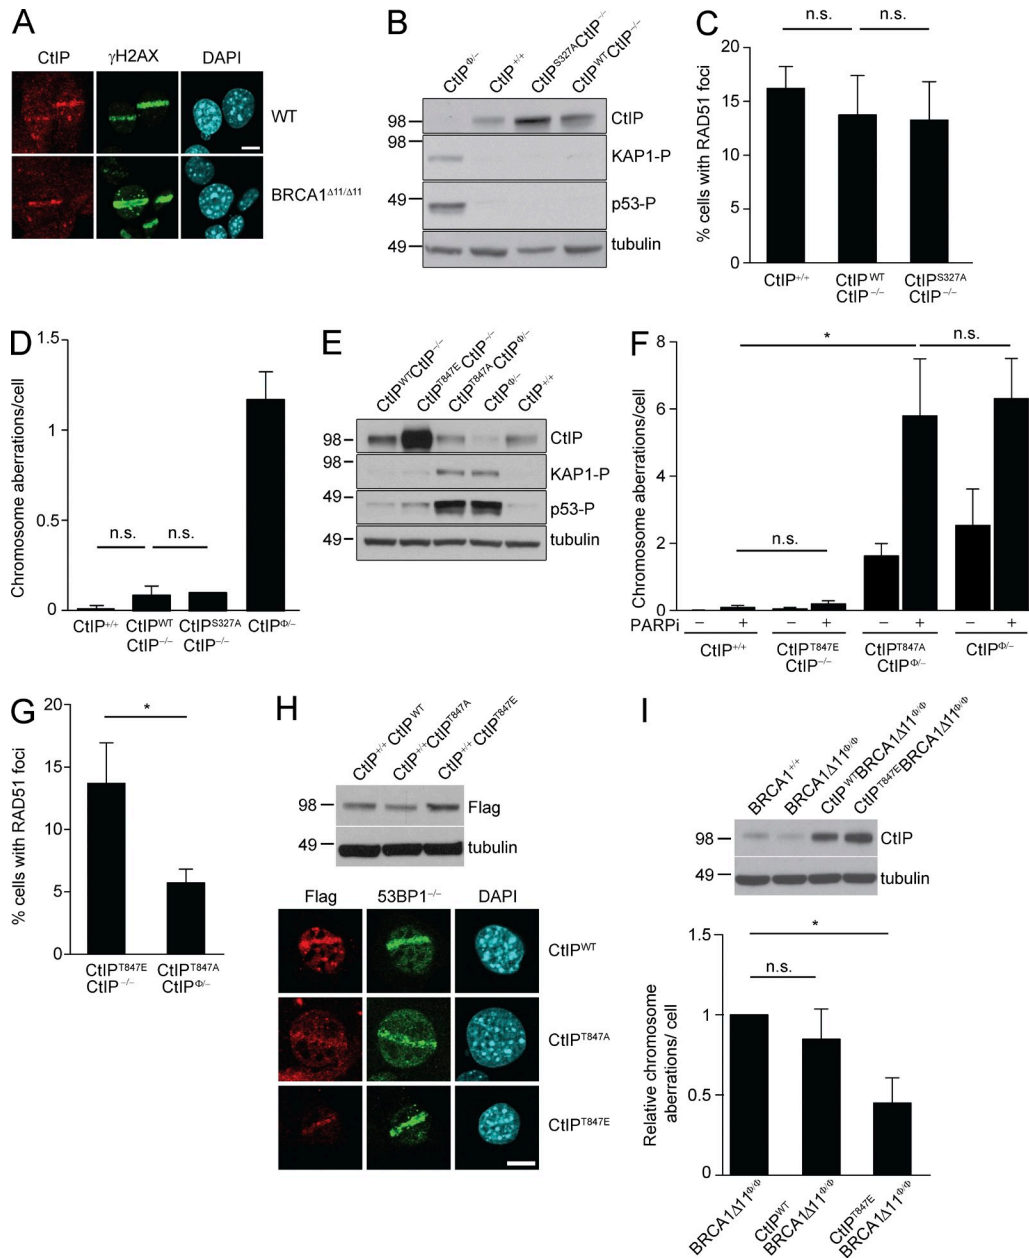 A
CtIP γH2AX DAPI
WT
BRCA1Δ11/Δ11
B
CtIPΦ/−
CtIP+/+
CtIPS327ACtIP−/−
CtIPWTCtIP−/−
98
CtIP
98
KAP1-P
49
p53-P
49
tubulin
C
n.s. n.s.
% cells with RAD51 foci
20
15
10
5
0
CtIP+/+
CtIPWT
CtIP−/−
CtIPS327A
CtIP−/−
D
Chromosome aberrations/cell
1.5
1
0.5
0
n.s. n.s.
CtIP+/+
CtIPWT
CtIP−/−
CtIPS327A
CtIP−/−
CtIPΦ/−
E
CtIPWTCtIP−/−
CtIPT847ECtIP−/−
CtIPT847ACtIPΦ/−
CtIPΦ/−
CtIP+/+
98
CtIP
98
KAP1-P
49
p53-P
49
tubulin
F
Chromosome aberrations/cell
8
6
4
2
0
*
n.s.
n.s.
PARPi − + − + − + − +
CtIP+/+
CtIPT847E
CtIP−/−
CtIPT847A
CtIPΦ/−
CtIPΦ/−
G
% cells with RAD51 foci
20
15
10
5
0
*
CtIPT847E
CtIP−/−
CtIPT847A
CtIPΦ/−
H
CtIP+/+CtIPWT
CtIP+/+CtIPT847A
CtIP+/+CtIPT847E
98
Flag
49
tubulin
Flag 53BP1−/− DAPI
CtIPWT
CtIPT847A
CtIPT847E
I
BRCA1+/+
BRCA1Δ11Φ/Φ
CtIPWTBRCA1Δ11Φ/Φ
CtIPT847EBRCA1Δ11Φ/Φ
98
CtIP
49
tubulin
Relative chromosome
aberrations/ cell
1.5
1
0.5
0
*
n.s.
BRCA1Δ11Φ/Φ
CtIPWT
BRCA1Δ11Φ/Φ
CtIPT847E
BRCA1Δ11Φ/Φ